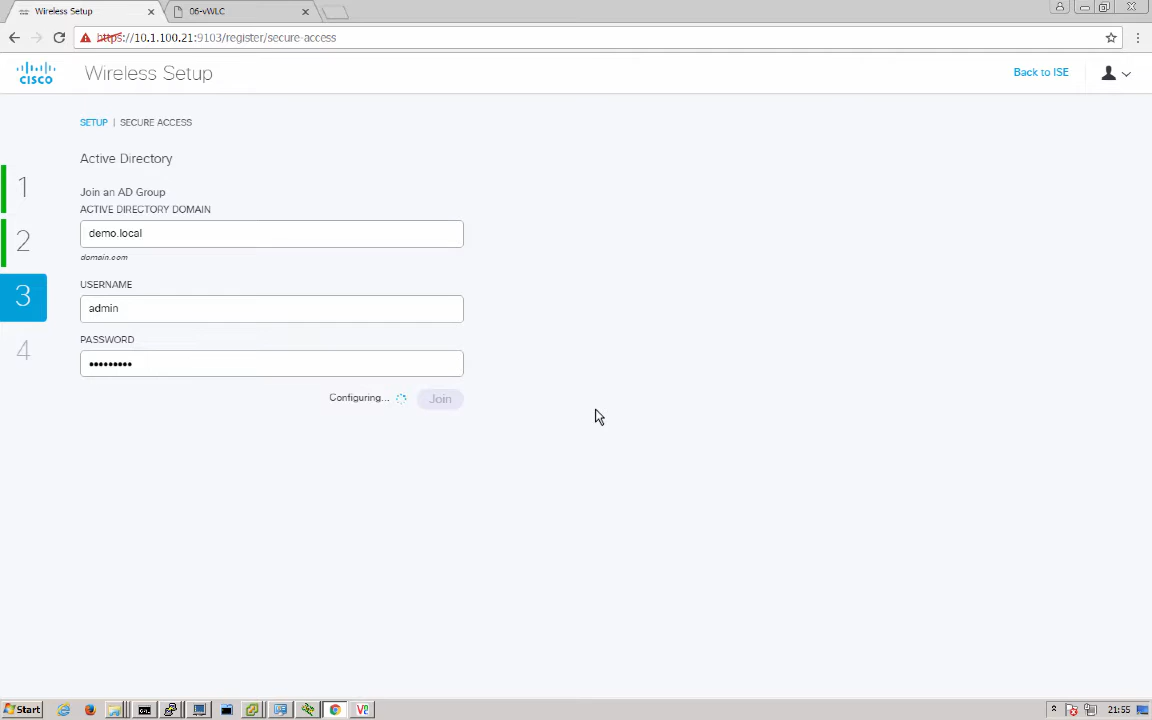 Wireless Setup
06-vWLC
https://10.1.100.21:9103/register/secure-access
CISCO
Wireless Setup
Back to ISE
SETUP | SECURE ACCESS
Active Directory
1
Join an AD Group
ACTIVE DIRECTORY DOMAIN
demo.local
2
domain.com
USERNAME
3
admin
PASSWORD
4
•••••••••
Configuring...
Join
Start
VC
21:55